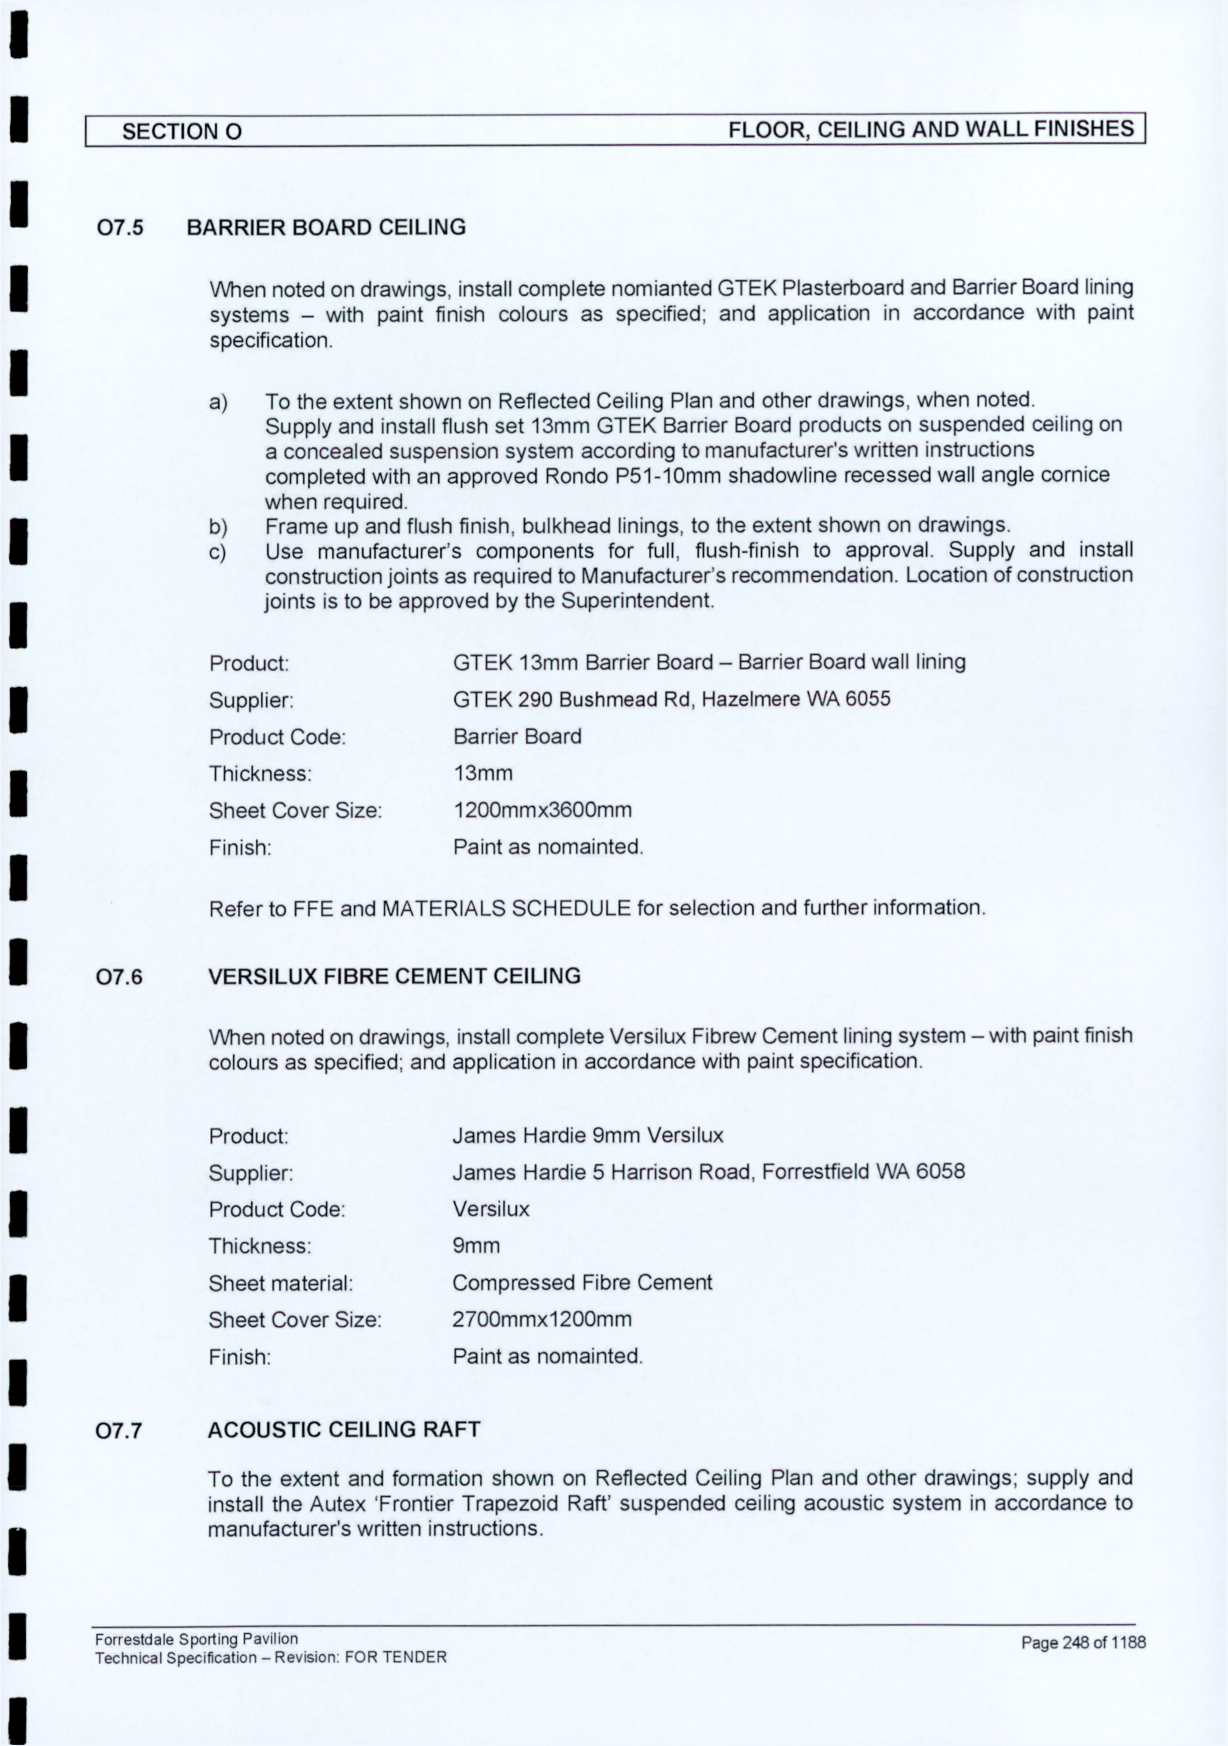 SECTION O FLOOR, CEILING AND WALL FINISHES
O7.5 BARRIER BOARD CEILING
When noted on drawings, install complete nomianted GTEK Plasterboard and Barrier Board lining
systems – with paint finish colours as specified; and application in accordance with paint
specification.
a) To the extent shown on Reflected Ceiling Plan and other drawings, when noted.
Supply and install flush set 13mm GTEK Barrier Board products on suspended ceiling on
a concealed suspension system according to manufacturer's written instructions
completed with an approved Rondo P51-10mm shadowline recessed wall angle cornice
when required.
b) Frame up and flush finish, bulkhead linings, to the extent shown on drawings.
c) Use manufacturer's components for full, flush-finish to approval. Supply and install
construction joints as required to Manufacturer's recommendation. Location of construction
joints is to be approved by the Superintendent.
Product: GTEK 13mm Barrier Board – Barrier Board wall lining
Supplier: GTEK 290 Bushmead Rd, Hazelmere WA 6055
Product Code: Barrier Board
Thickness: 13mm
Sheet Cover Size: 1200mmx3600mm
Finish: Paint as nomainted.
Refer to FFE and MATERIALS SCHEDULE for selection and further information.
O7.6 VERSILUX FIBRE CEMENT CEILING
When noted on drawings, install complete Versilux Fibrew Cement lining system – with paint finish
colours as specified; and application in accordance with paint specification.
Product: James Hardie 9mm Versilux
Supplier: James Hardie 5 Harrison Road, Forrestfield WA 6058
Product Code: Versilux
Thickness: 9mm
Sheet material: Compressed Fibre Cement
Sheet Cover Size: 2700mmx1200mm
Finish: Paint as nomainted.
O7.7 ACOUSTIC CEILING RAFT
To the extent and formation shown on Reflected Ceiling Plan and other drawings; supply and
install the Autex 'Frontier Trapezoid Raft' suspended ceiling acoustic system in accordance to
manufacturer's written instructions.
Forrestdale Sporting Pavilion Page 248 of 1188
Technical Specification – Revision: FOR TENDER